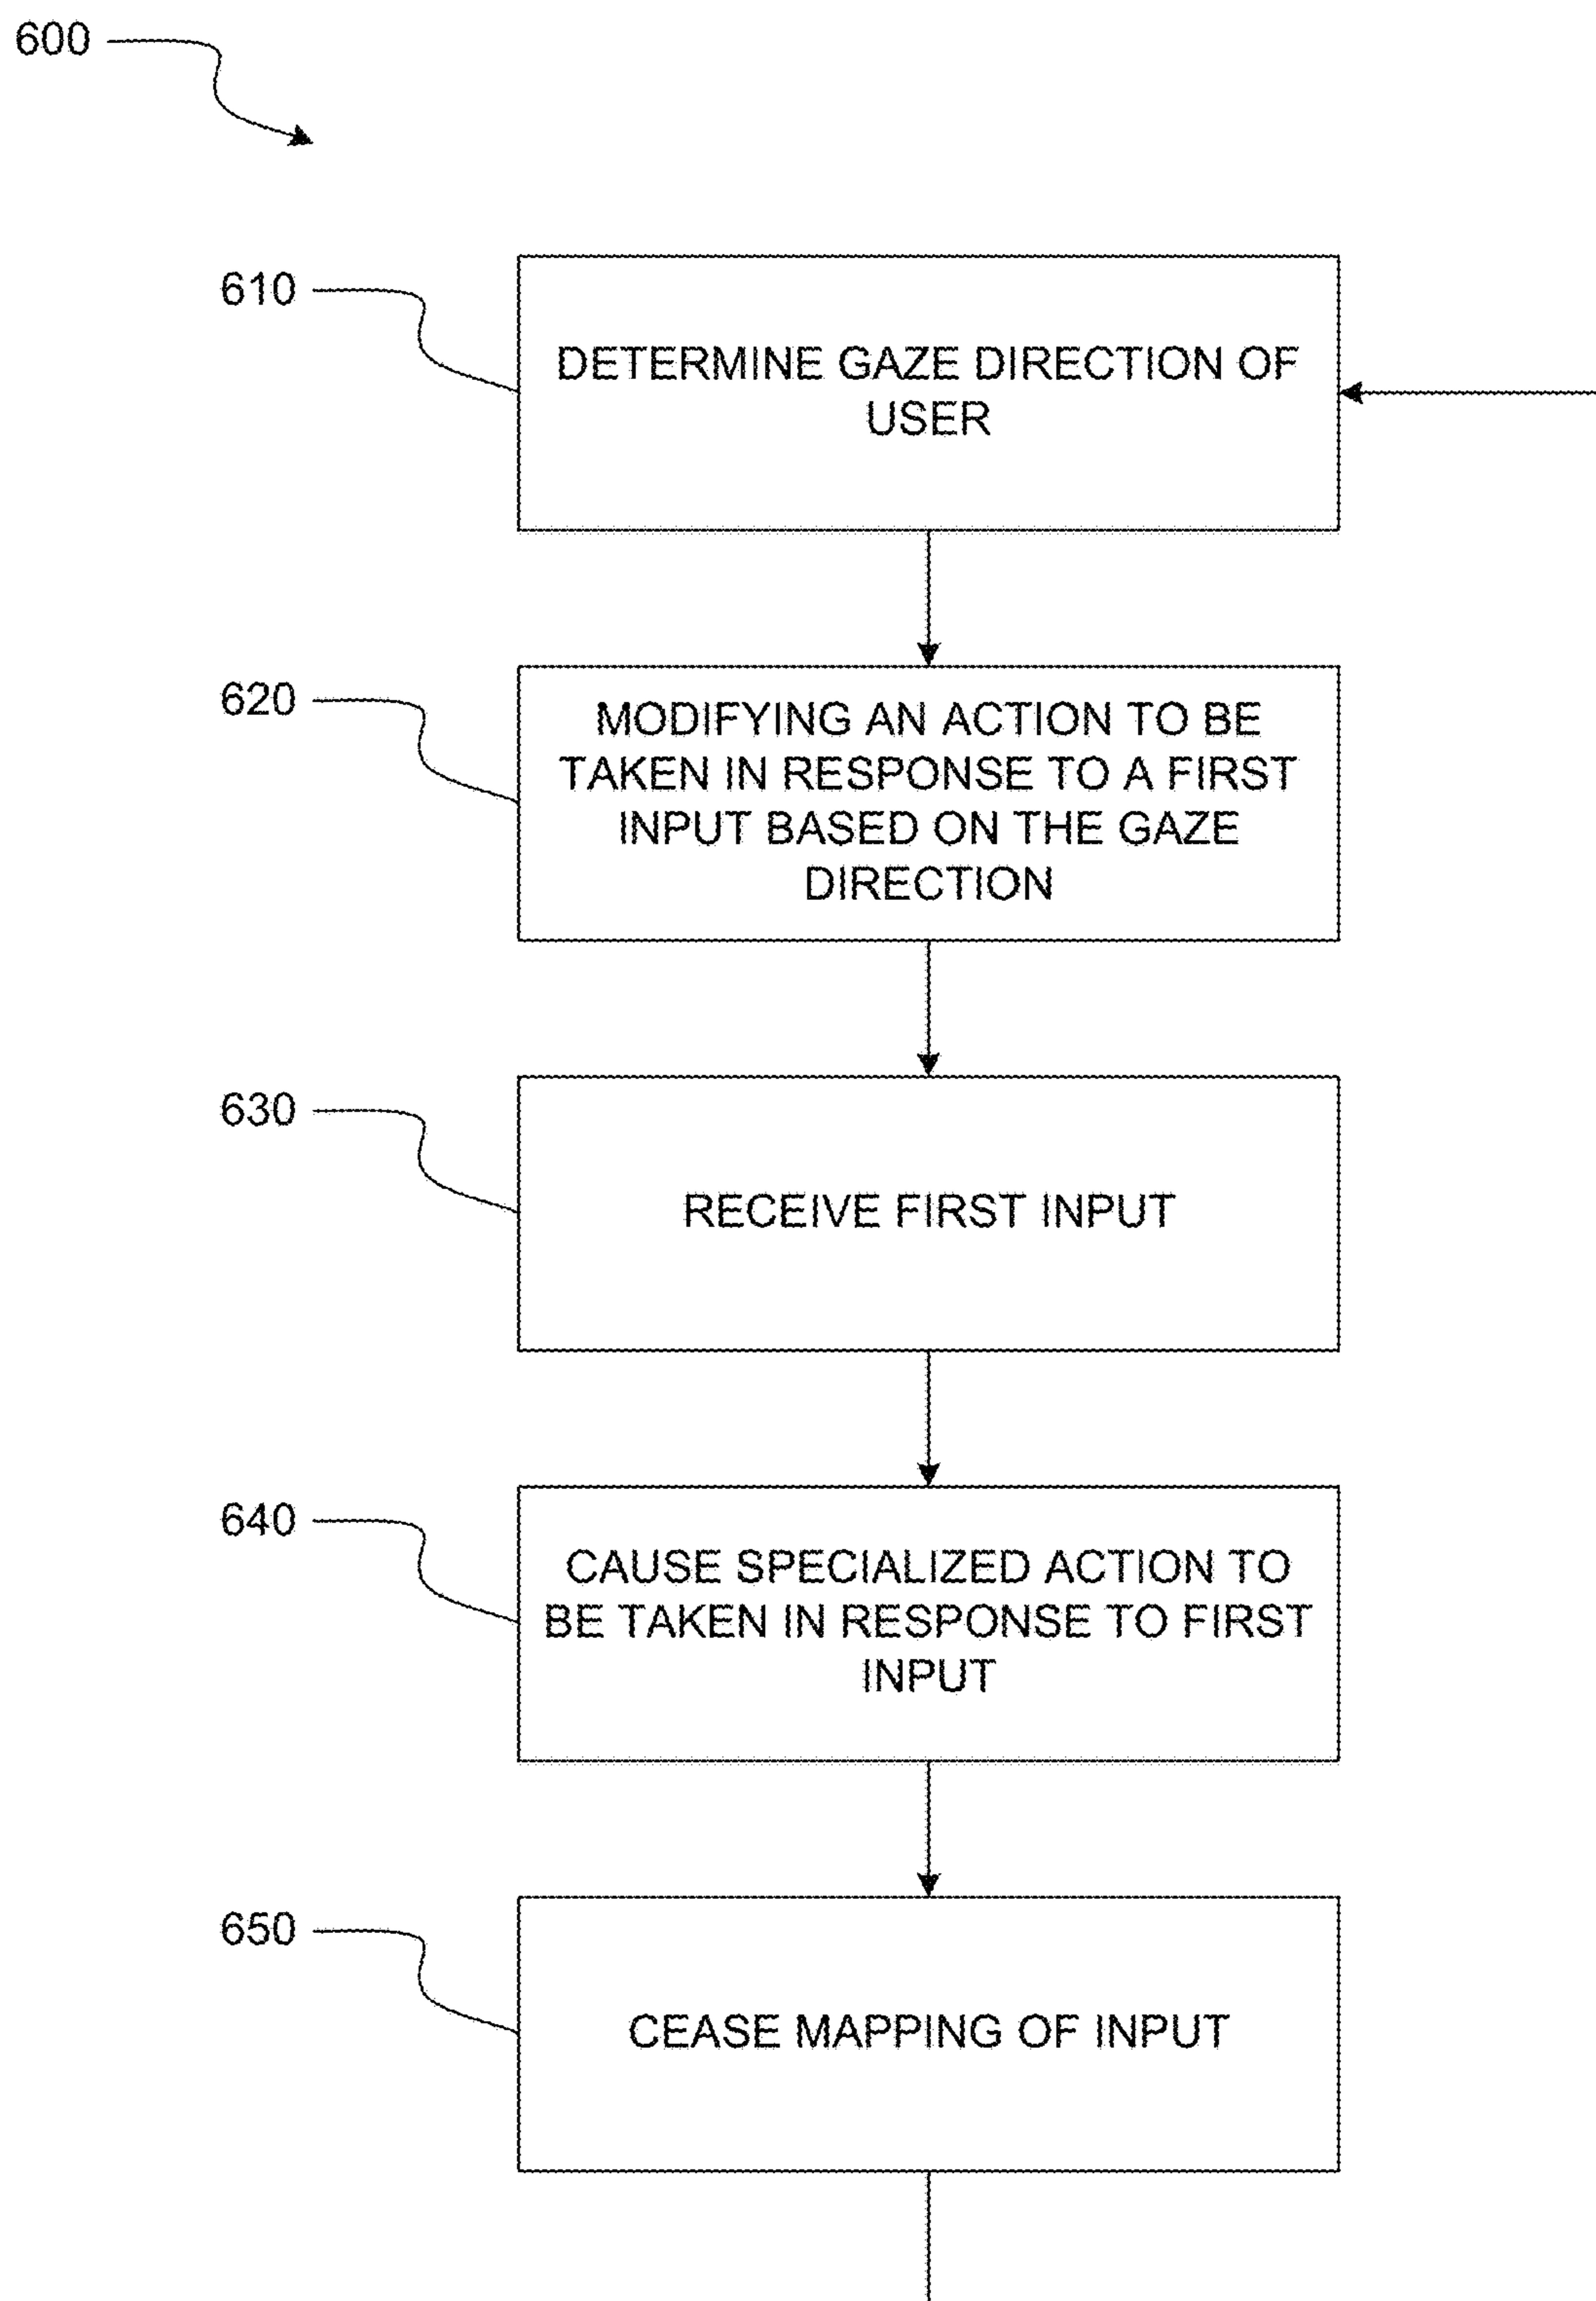 600
610
DETERMINE GAZE DIRECTION OF
USER
620
MODIFYING AN ACTION TO BE
TAKEN IN RESPONSE TO A FIRST
INPUT BASED ON THE GAZE
DIRECTION
630
RECEIVE FIRST INPUT
640
CAUSE SPECIALIZED ACTION TO
BE TAKEN IN RESPONSE TO FIRST
INPUT
650
CEASE MAPPING OF INPUT